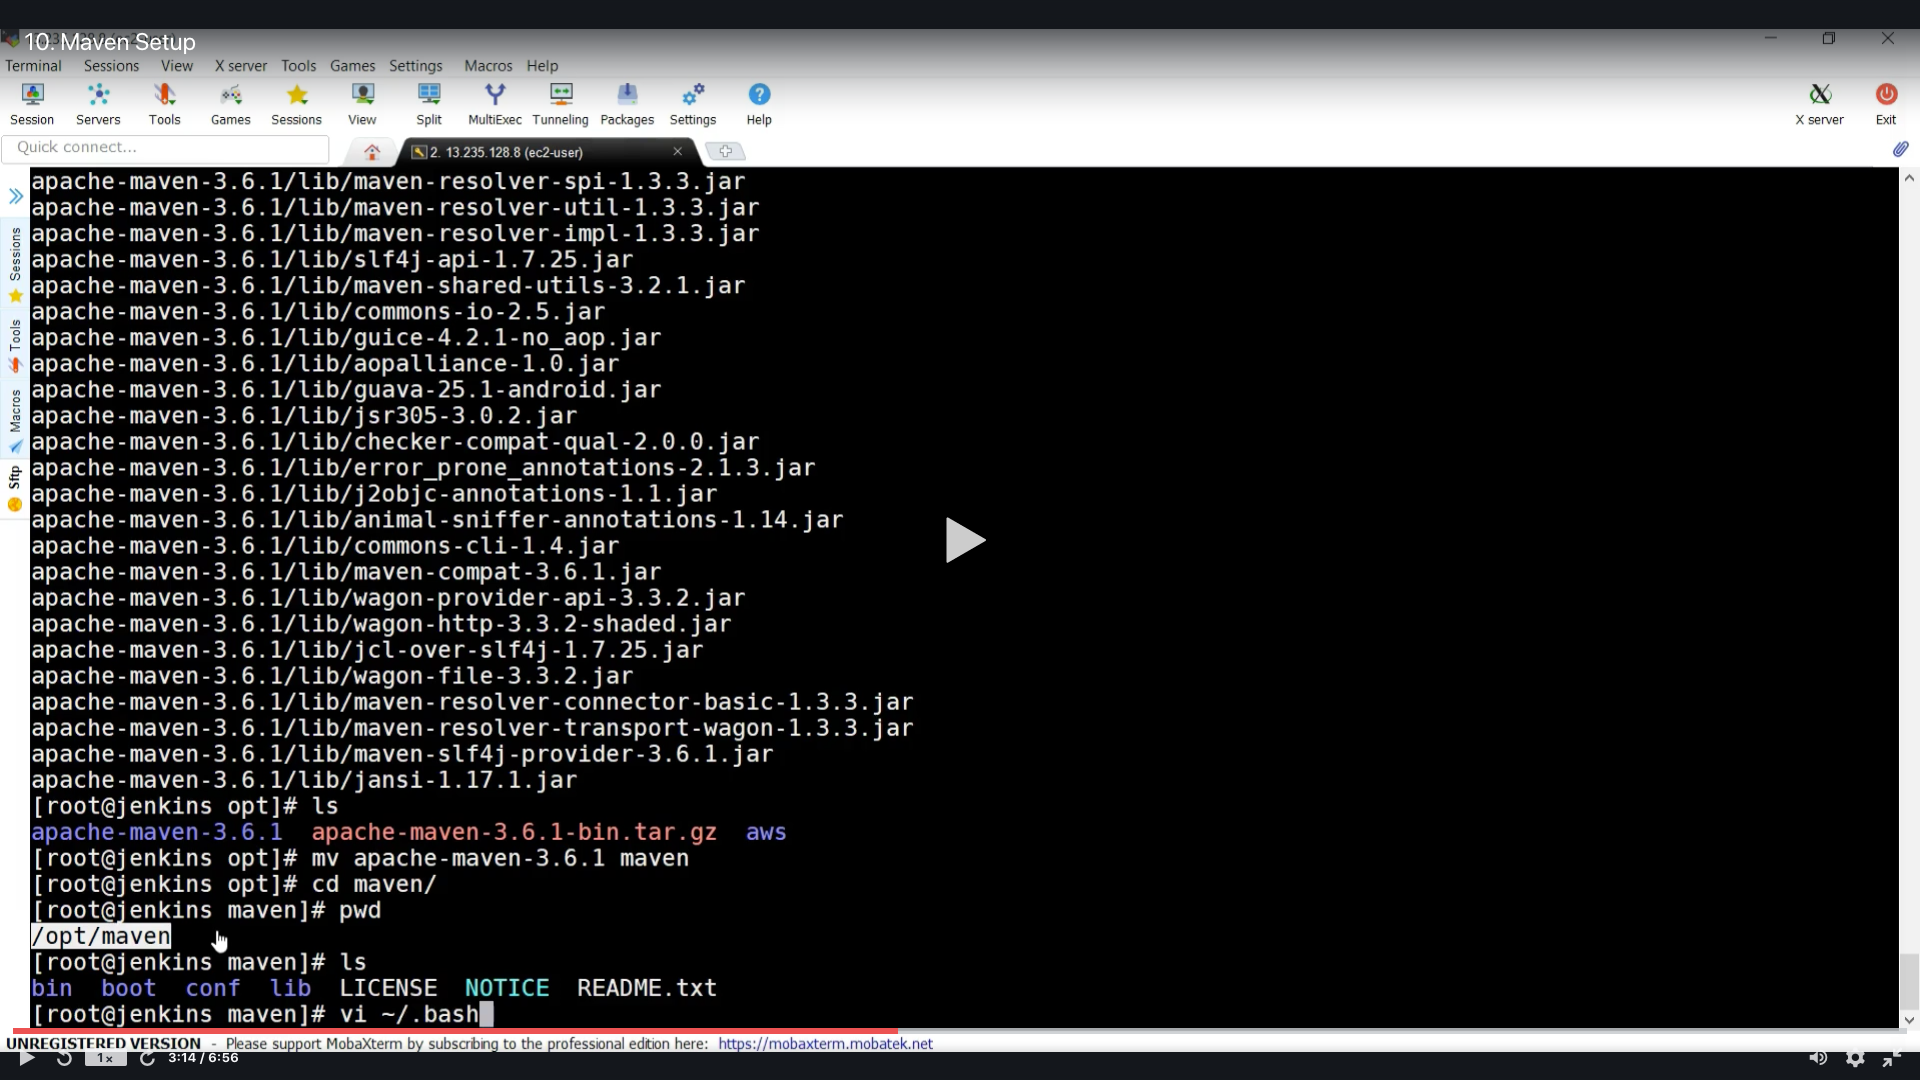 10. Maven Setup
Terminal Sessions View X server Tools Games Settings Macros Help
Session Servers Tools Games Sessions View Split MultiExec Tunneling Packages Settings Help X server Exit
Quick connect...
2. 13.235.128.8 (ec2-user)
Sessions
Tools
Macros
Sftp
apache-maven-3.6.1/lib/maven-resolver-spi-1.3.3.jar
apache-maven-3.6.1/lib/maven-resolver-util-1.3.3.jar
apache-maven-3.6.1/lib/maven-resolver-impl-1.3.3.jar
apache-maven-3.6.1/lib/slf4j-api-1.7.25.jar
apache-maven-3.6.1/lib/maven-shared-utils-3.2.1.jar
apache-maven-3.6.1/lib/commons-io-2.5.jar
apache-maven-3.6.1/lib/guice-4.2.1-no_aop.jar
apache-maven-3.6.1/lib/aopalliance-1.0.jar
apache-maven-3.6.1/lib/guava-25.1-android.jar
apache-maven-3.6.1/lib/jsr305-3.0.2.jar
apache-maven-3.6.1/lib/checker-compat-qual-2.0.0.jar
apache-maven-3.6.1/lib/error_prone_annotations-2.1.3.jar
apache-maven-3.6.1/lib/j2objc-annotations-1.1.jar
apache-maven-3.6.1/lib/animal-sniffer-annotations-1.14.jar
apache-maven-3.6.1/lib/commons-cli-1.4.jar
apache-maven-3.6.1/lib/maven-compat-3.6.1.jar
apache-maven-3.6.1/lib/wagon-provider-api-3.3.2.jar
apache-maven-3.6.1/lib/wagon-http-3.3.2-shaded.jar
apache-maven-3.6.1/lib/jcl-over-slf4j-1.7.25.jar
apache-maven-3.6.1/lib/wagon-file-3.3.2.jar
apache-maven-3.6.1/lib/maven-resolver-connector-basic-1.3.3.jar
apache-maven-3.6.1/lib/maven-resolver-transport-wagon-1.3.3.jar
apache-maven-3.6.1/lib/maven-slf4j-provider-3.6.1.jar
apache-maven-3.6.1/lib/jansi-1.17.1.jar
[root@jenkins opt]# ls
apache-maven-3.6.1 apache-maven-3.6.1-bin.tar.gz aws
[root@jenkins opt]# mv apache-maven-3.6.1 maven
[root@jenkins opt]# cd maven/
[root@jenkins maven]# pwd
/opt/maven
[root@jenkins maven]# ls
bin boot conf lib LICENSE NOTICE README.txt
[root@jenkins maven]# vi ~/.bash
UNREGISTERED VERSION - Please support MobaXterm by subscribing to the professional edition here: https://mobaxterm.mobatek.net
1x 3:14 / 6:56